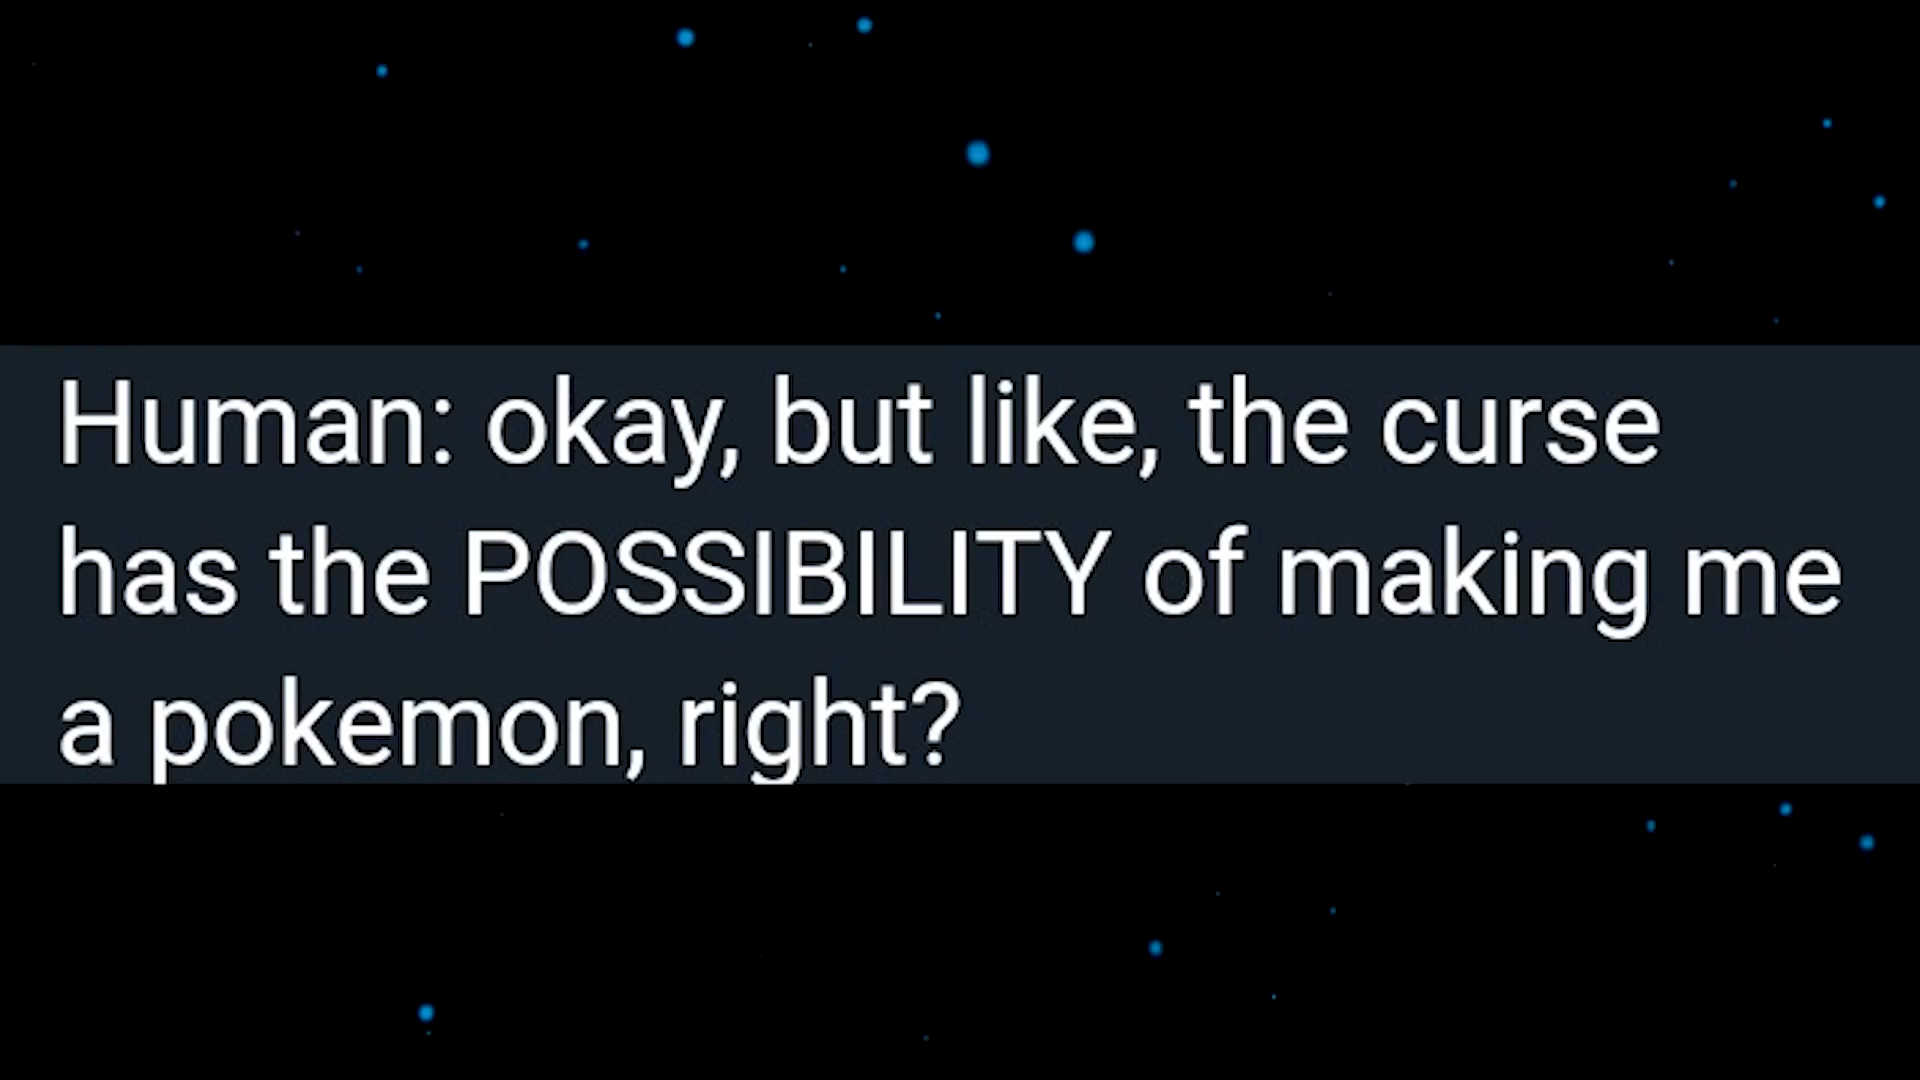 Human: okay, but like, the curse
has the POSSIBILITY of making me
a pokemon, right?